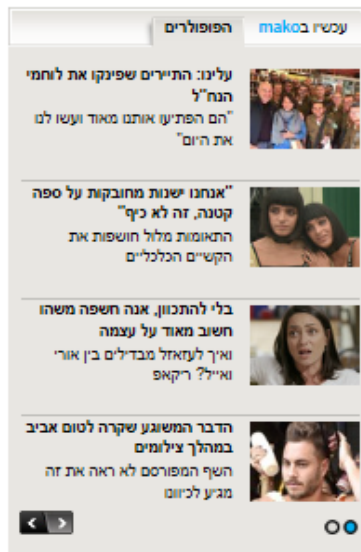 עכשיו בmako
הפופולרים
עלינו: התיירים שפינקו את לוחמי
הנח"ל
"הם הפתיעו אותנו מאוד ועשו לנו
את היום"
"אנחנו ישנות מחובקות על ספה
קטנה, זה לא כיף"
התאומות מלול חושפות את
הקשיים הכלכליים
בלי להתכוון, אנה חשפה משהו
חשוב מאוד על עצמה
ואיך לעזאזל מבדילים בין אורי
ואייל? ריקאפ
הדבר המשוגע שקרה לטום אביב
במהלך צילומים
השף המפורסם לא ראה את זה
מגיע לכיוונו